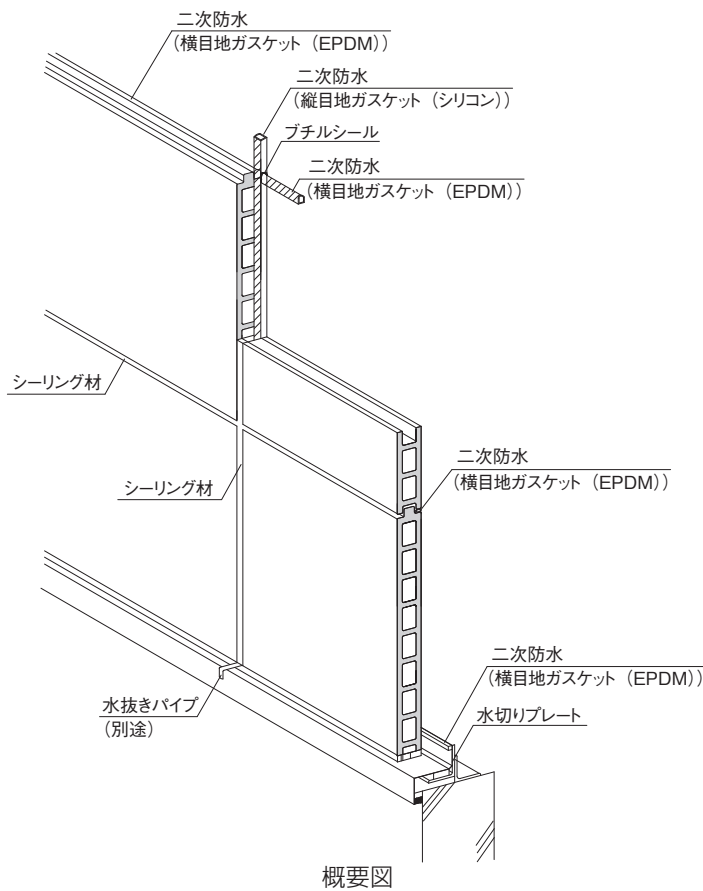 二次防水
(横目地ガスケット(EPDM))
二次防水
(縦目地ガスケット(シリコン))
ブチルシール
二次防水
(横目地ガスケット(EPDM))
シーリング材
二次防水
(横目地ガスケット(EPDM))
シーリング材
二次防水
(横目地ガスケット(EPDM))
水抜きパイプ
(別途)
水切りプレート
概要図